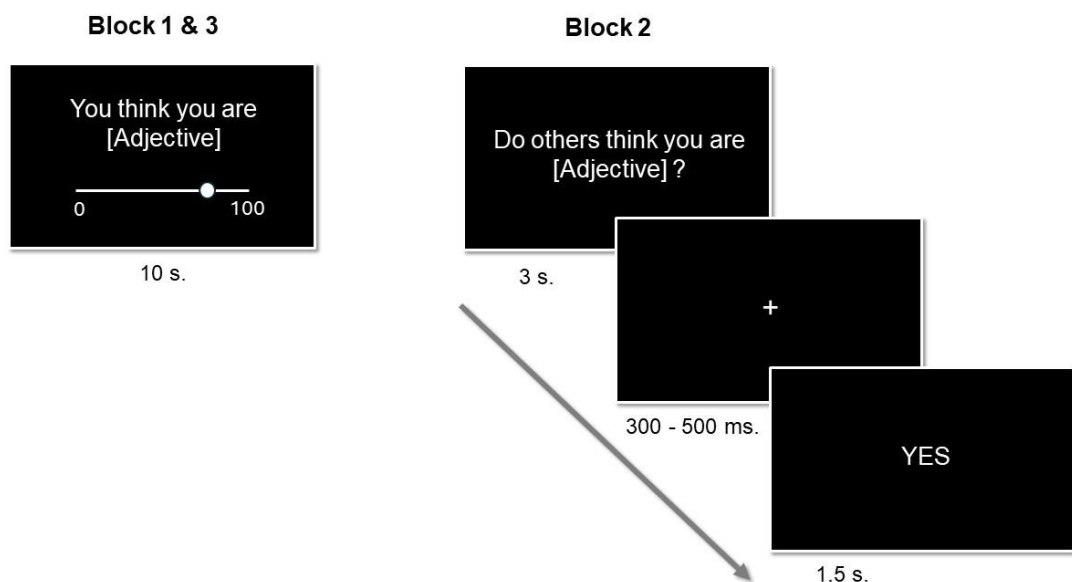 Block 1 & 3
You think you are
[Adjective]
0 100
10 s.
Block 2
Do others think you are
[Adjective] ?
3 s.
+
300 - 500 ms.
YES
1.5 s.